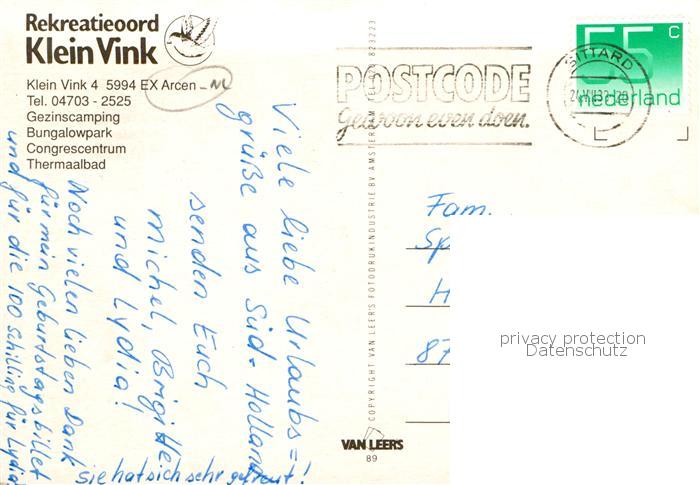 Rekreatieoord
Klein Vink
Klein Vink 4 5994 EX Arcen - NL
Tel. 04703 - 2525
Gezinscamping
Bungalowpark
Congrescentrum
Thermaalbad
POSTCODE
gewoon even doen.
SITTARD
55 c
nederland
Viele liebe Urlaubs=
grüße aus Süd-Holland
senden Euch
Michel, Brigitte
und Lydia!
Noch vielen lieben Dank
für mein Geburtstagsbillet
und für die 100 Schilling für Lydia
sie hat sich sehr gefreut!
COPYRIGHT VAN LEER'S FOTODRUKINDUSTRIE BV AMSTERDAM
VAN LEERS
89
Fam.
Sp
H
87
privacy protection
Datenschutz